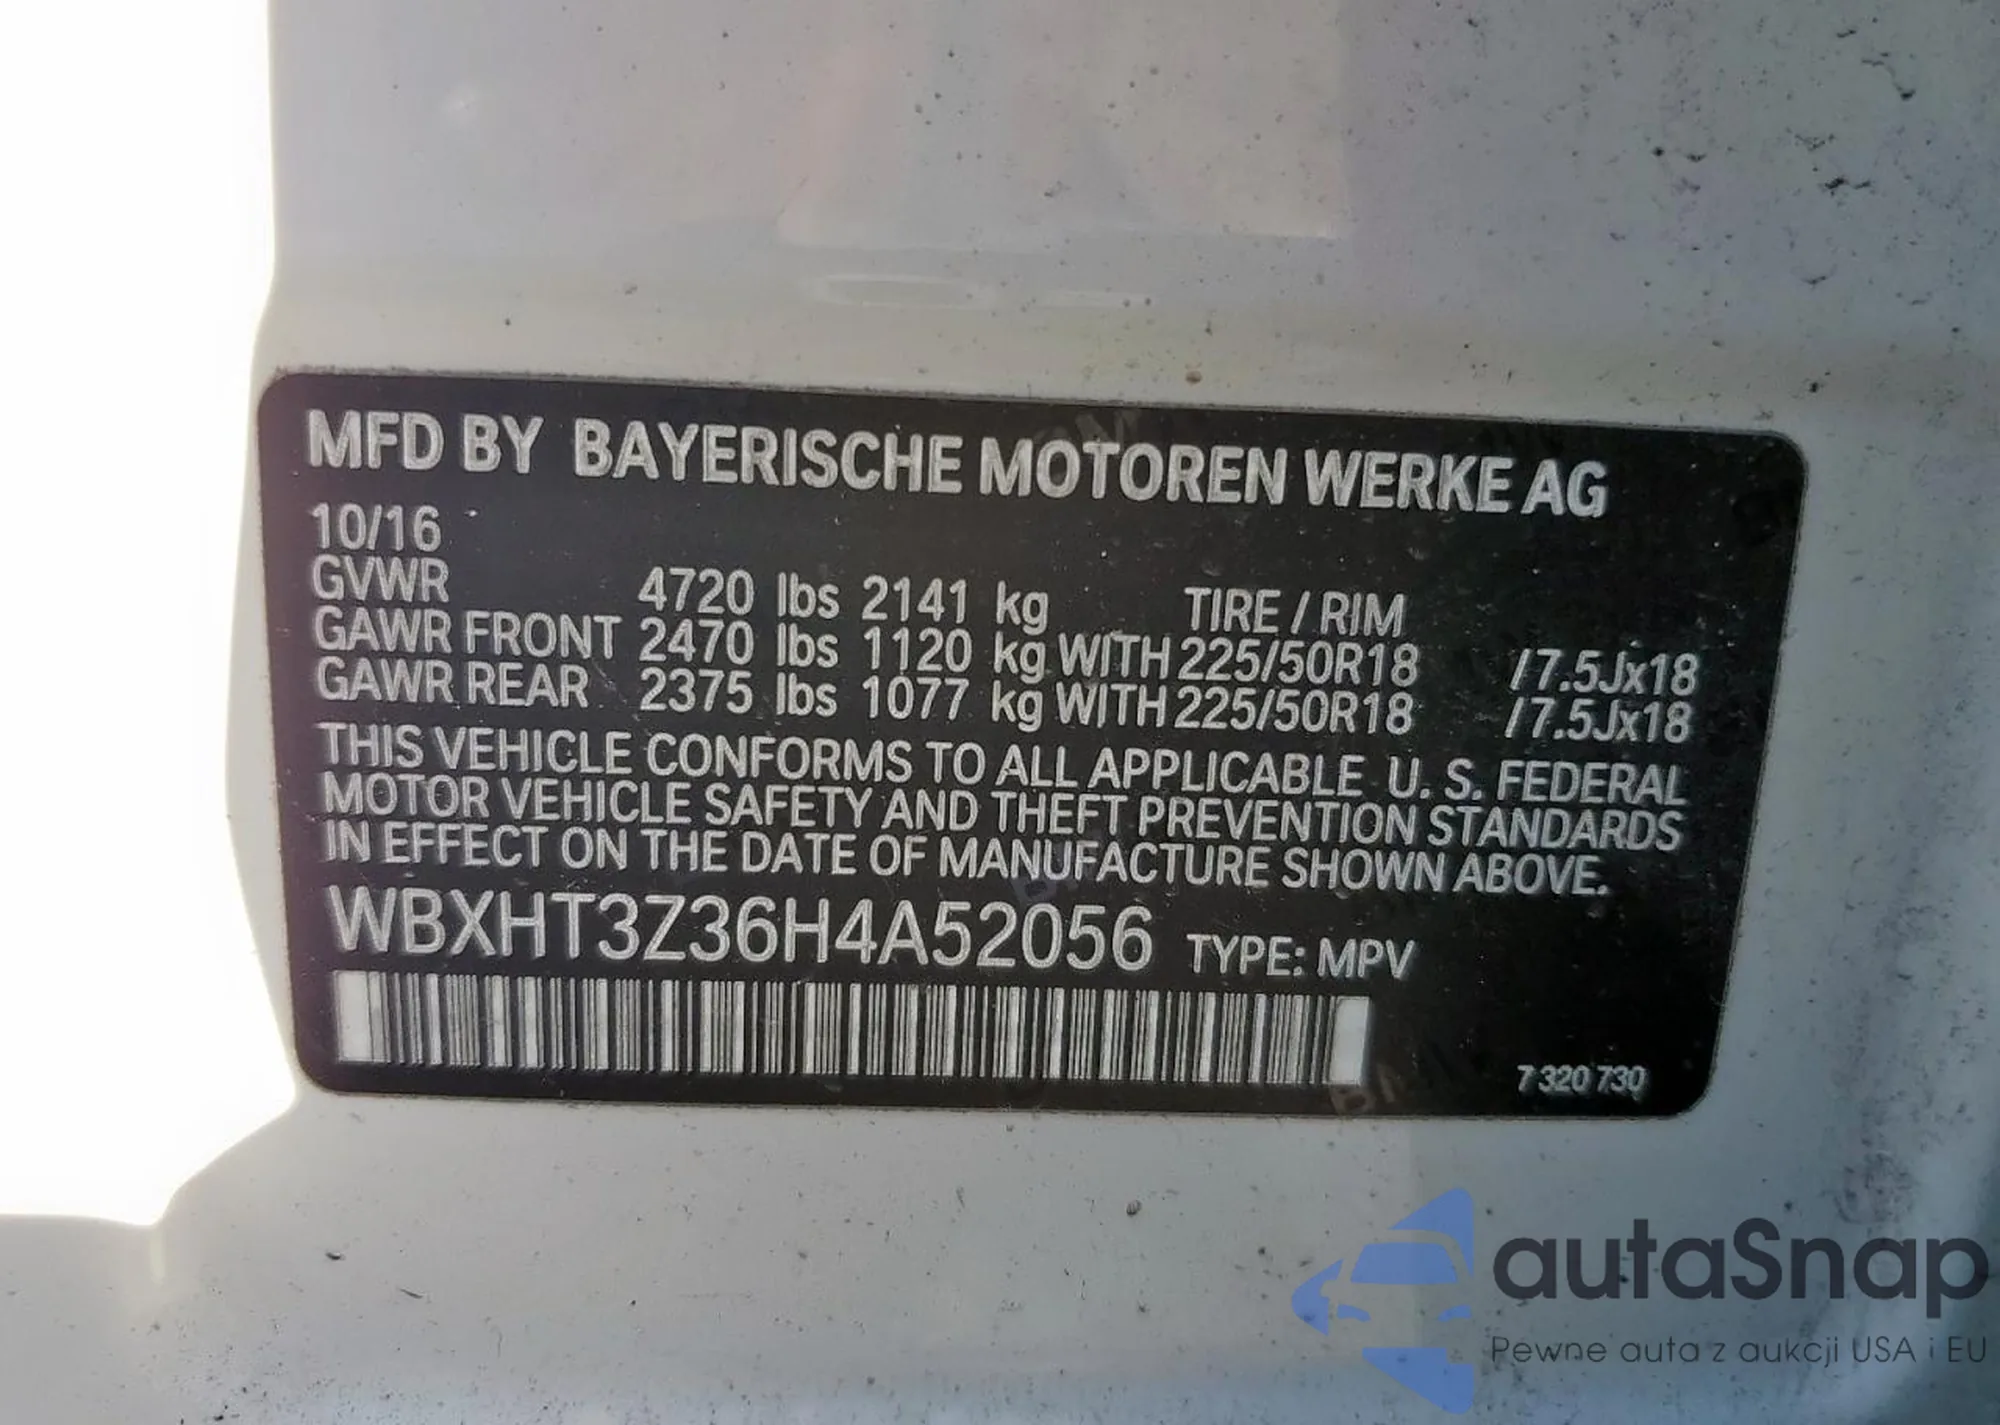 MFD BY BAYERISCHE MOTOREN WERKE AG
10/16
GVWR 4720 lbs 2141 kg TIRE / RIM
GAWR FRONT 2470 lbs 1120 kg WITH 225/50R18 /7.5Jx18
GAWR REAR 2375 lbs 1077 kg WITH 225/50R18 /7.5Jx18
THIS VEHICLE CONFORMS TO ALL APPLICABLE U. S. FEDERAL
MOTOR VEHICLE SAFETY AND THEFT PREVENTION STANDARDS
IN EFFECT ON THE DATE OF MANUFACTURE SHOWN ABOVE.
WBXHT3Z36H4A52056 TYPE: MPV
7 320 730
autaSnap
Pewne auta z aukcji USA i EU